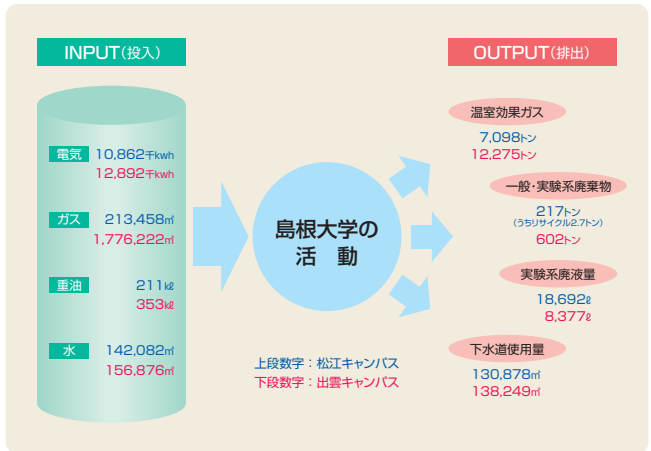 INPUT(投入)
電気 10,862千kwh
12,892千kwh
ガス 213,458㎥
1,776,222㎥
重油 211㎘
353㎘
水 142,082㎥
156,876㎥
島根大学の
活 動
上段数字：松江キャンパス
下段数字：出雲キャンパス
OUTPUT(排出)
温室効果ガス
7,098トン
12,275トン
一般・実験系廃棄物
217トン
(うちリサイクル2.7トン)
602トン
実験系廃液量
18,692ℓ
8,377ℓ
下水道使用量
130,878㎥
138,249㎥